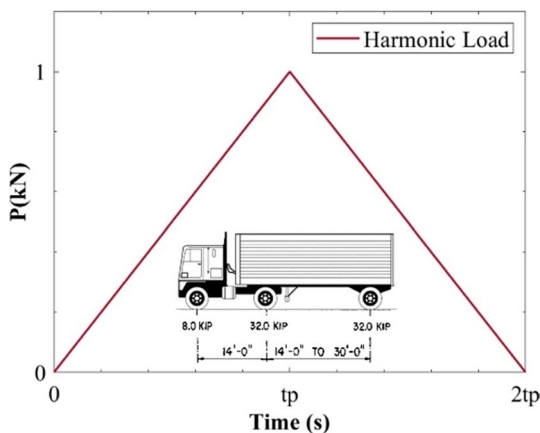 Harmonic Load
1
P(kN)
8.0 KIP 32.0 KIP 32.0 KIP
14'-0" 14'-0" TO 30'-0"
0
0 tp 2tp
Time (s)